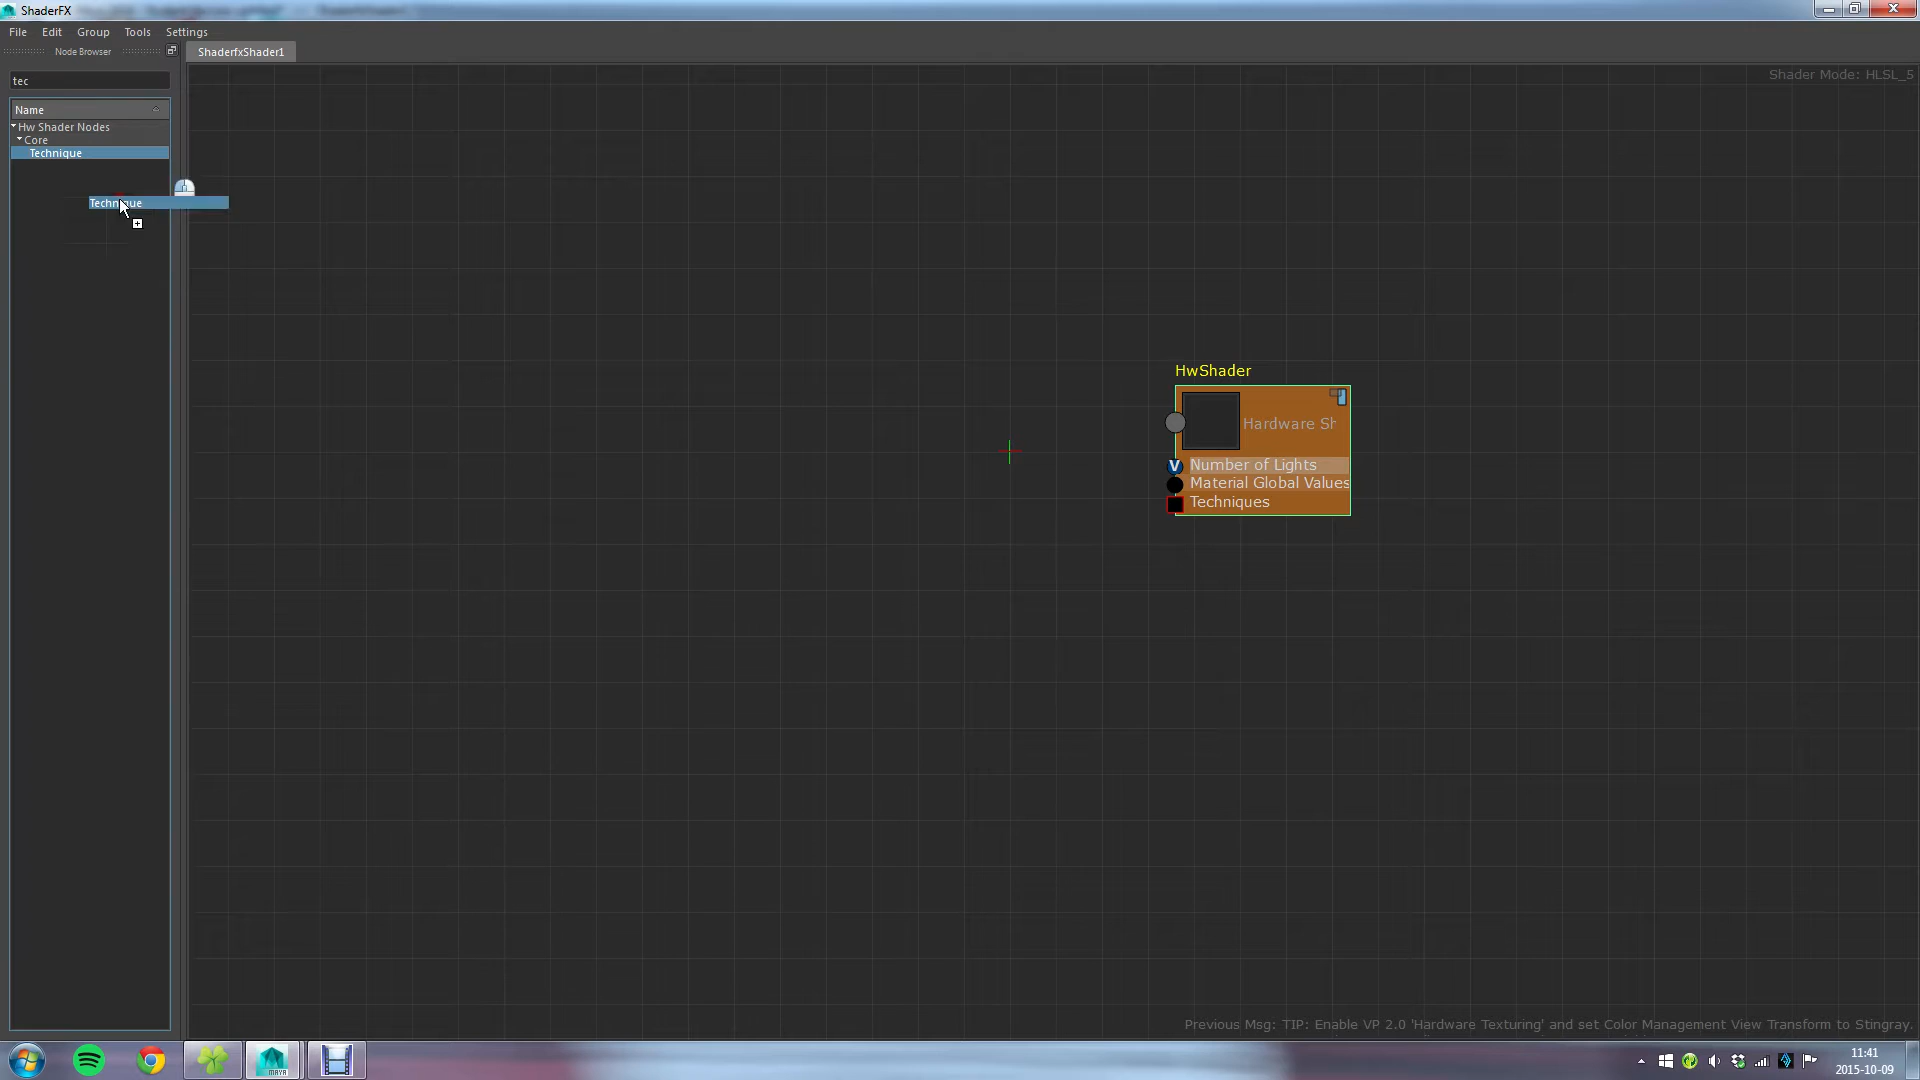 ShaderFX
File Edit Group Tools Settings
Node Browser
ShaderfxShader1
tec
Shader Mode: HLSL_5
Name
Hw Shader Nodes
Core
Technique
Technique
HwShader
Hardware Sh
V Number of Lights
Material Global Values
Techniques
Previous Msg: TIP: Enable VP 2.0 'Hardware Texturing' and set Color Management View Transform to Stingray.
MAYA
11:41
2015-10-09